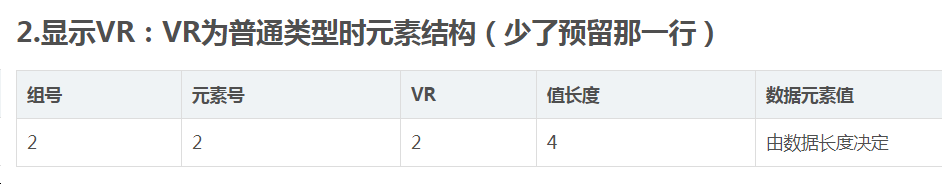 2.显示VR：VR为普通类型时元素结构（少了预留那一行）
组号 元素号 VR 值长度 数据元素值
2 2 2 4 由数据长度决定